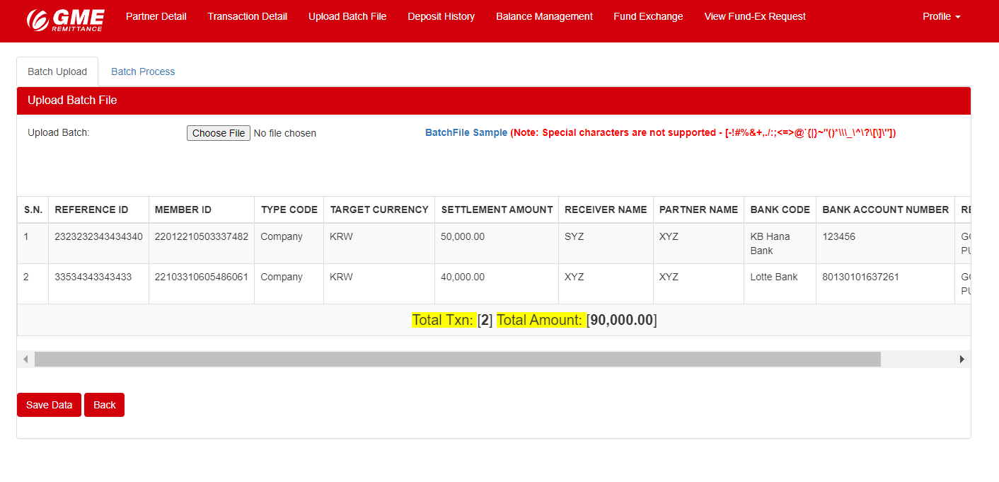 GME
REMITTANCE
Partner Detail Transaction Detail Upload Batch File Deposit History Balance Management Fund Exchange View Fund-Ex Request Profile
Batch Upload Batch Process
Upload Batch File
Upload Batch: Choose File No file chosen BatchFile Sample (Note: Special characters are not supported - [-!#%&+,./:;<=>@`{|}~"()*\\\_\^\?\[\]\"])
S.N. REFERENCE ID MEMBER ID TYPE CODE TARGET CURRENCY SETTLEMENT AMOUNT RECEIVER NAME PARTNER NAME BANK CODE BANK ACCOUNT NUMBER
1 2323232343434340 22012210503337482 Company KRW 50,000.00 SYZ XYZ KB Hana 123456
Bank PU
2 33534343343433 22103310605486061 Company KRW 40,000.00 XYZ XYZ Lotte Bank 80130101637261
PU
Total Txn: [2] Total Amount: [90,000.00]
Save Data Back